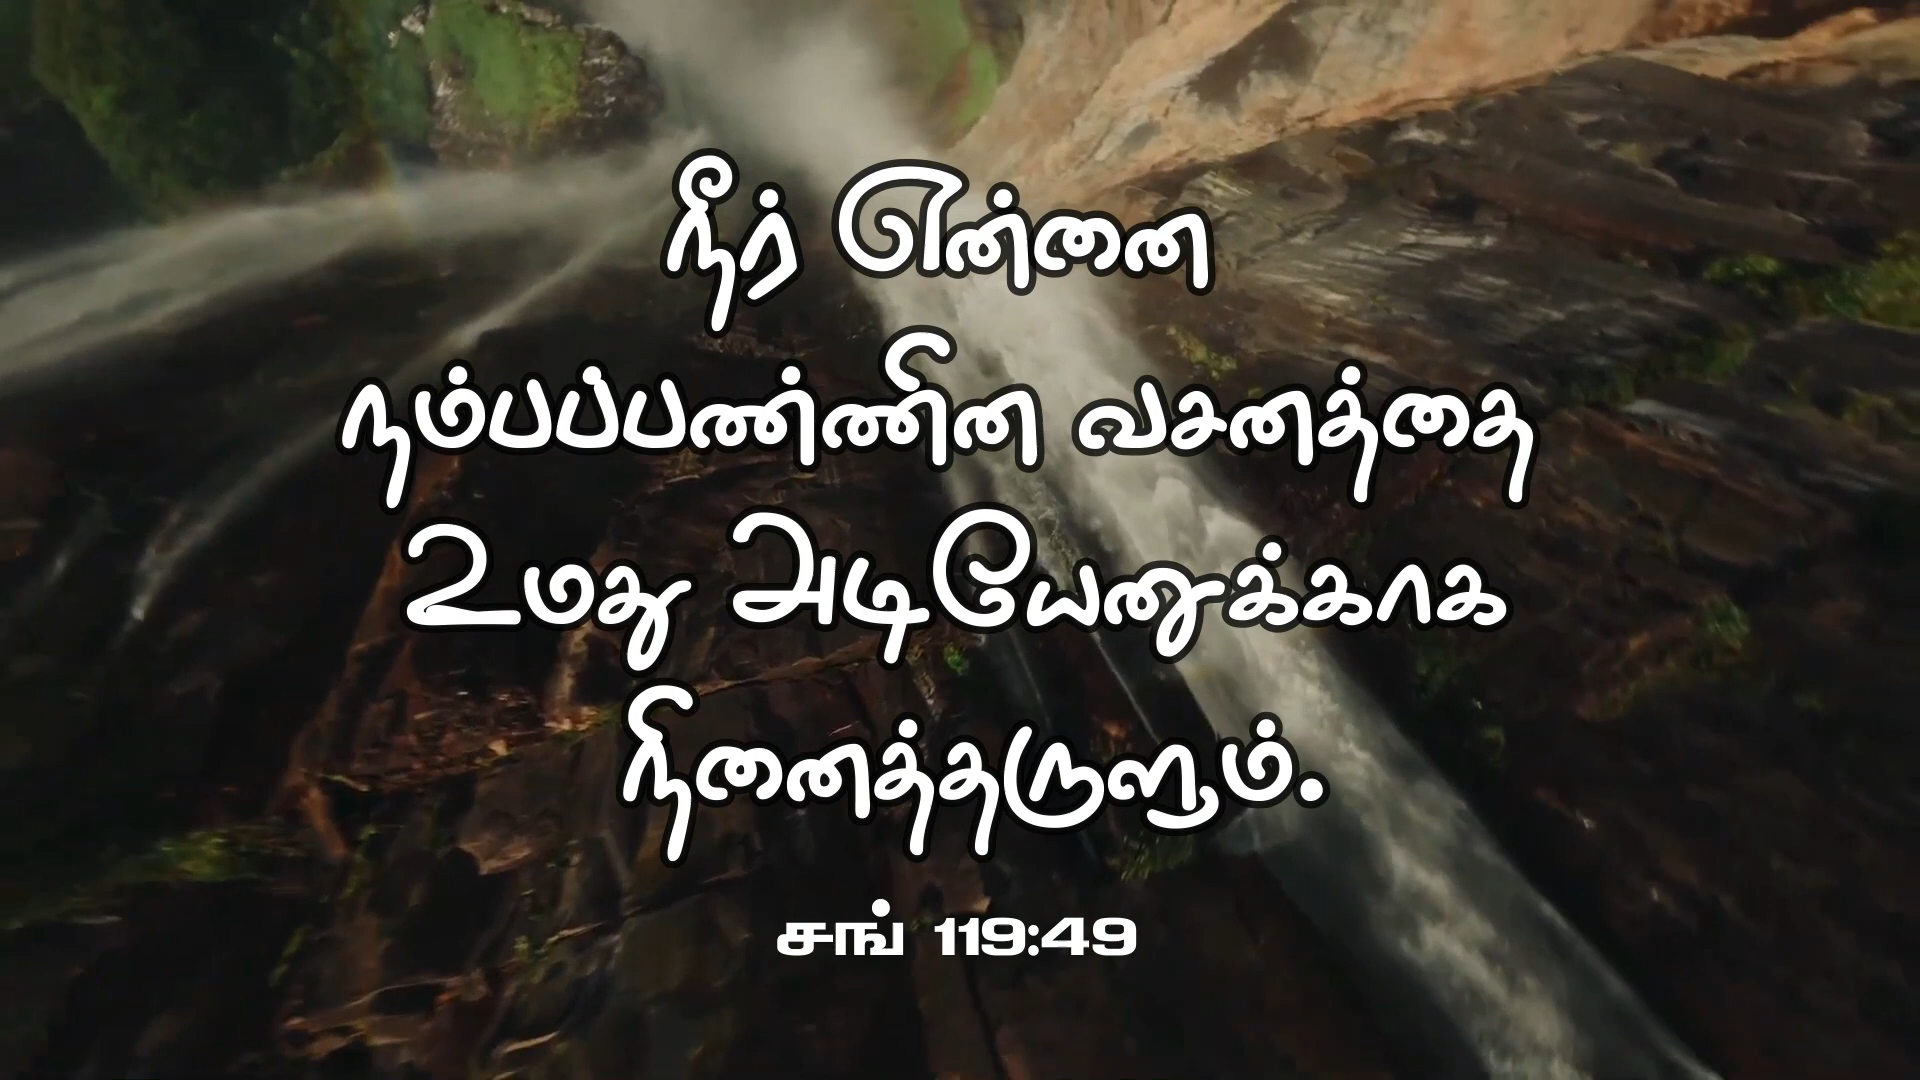 நீர் என்னை
நம்பப்பண்ணின வசனத்தை
உமது அடியேனுக்காக
நினைத்தருளும்.
சங் 119:49